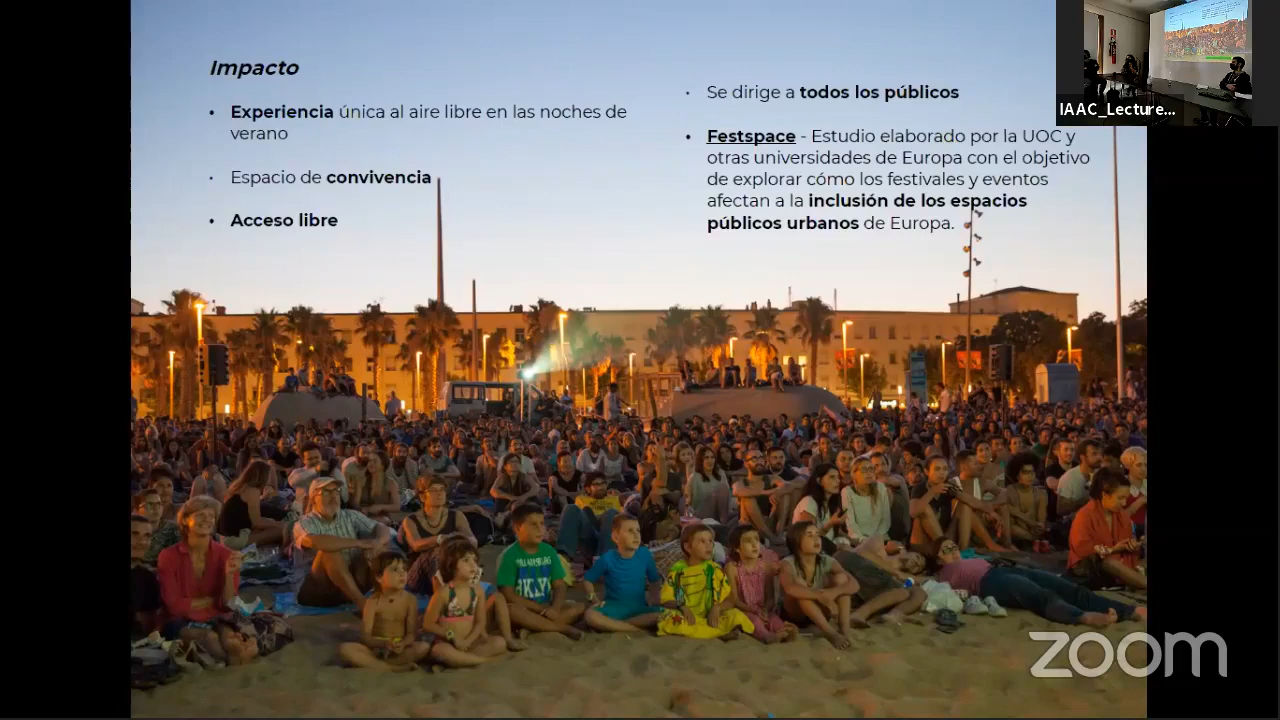 Impacto
• Experiencia única al aire libre en las noches de
verano
• Espacio de convivencia
• Acceso libre
• Se dirige a todos los públicos
• Festspace - Estudio elaborado por la UOC y
otras universidades de Europa con el objetivo
de explorar cómo los festivales y eventos
afectan a la inclusión de los espacios
públicos urbanos de Europa.
IAAC_Lecture...
zoom